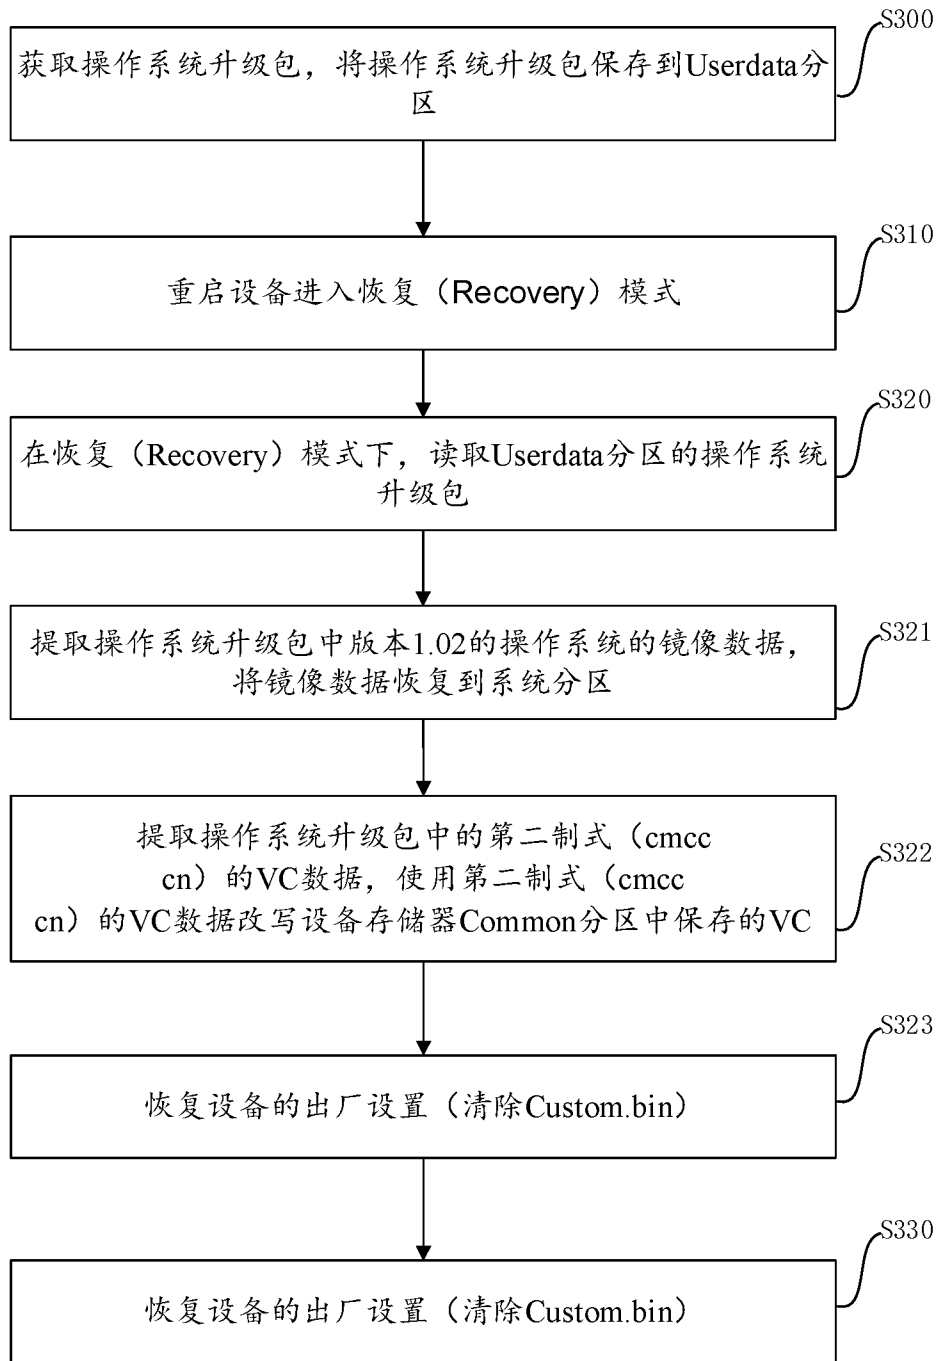 S300
获取操作系统升级包，将操作系统升级包保存到Userdata分
区
S310
重启设备进入恢复（Recovery）模式
S320
在恢复（Recovery）模式下，读取Userdata分区的操作系统
升级包
S321
提取操作系统升级包中版本1.02的操作系统的镜像数据，
将镜像数据恢复到系统分区
S322
提取操作系统升级包中的第二制式（cmcc
cn）的VC数据，使用第二制式（cmcc
cn）的VC数据改写设备存储器Common分区中保存的VC
S323
恢复设备的出厂设置（清除Custom.bin）
S330
恢复设备的出厂设置（清除Custom.bin）